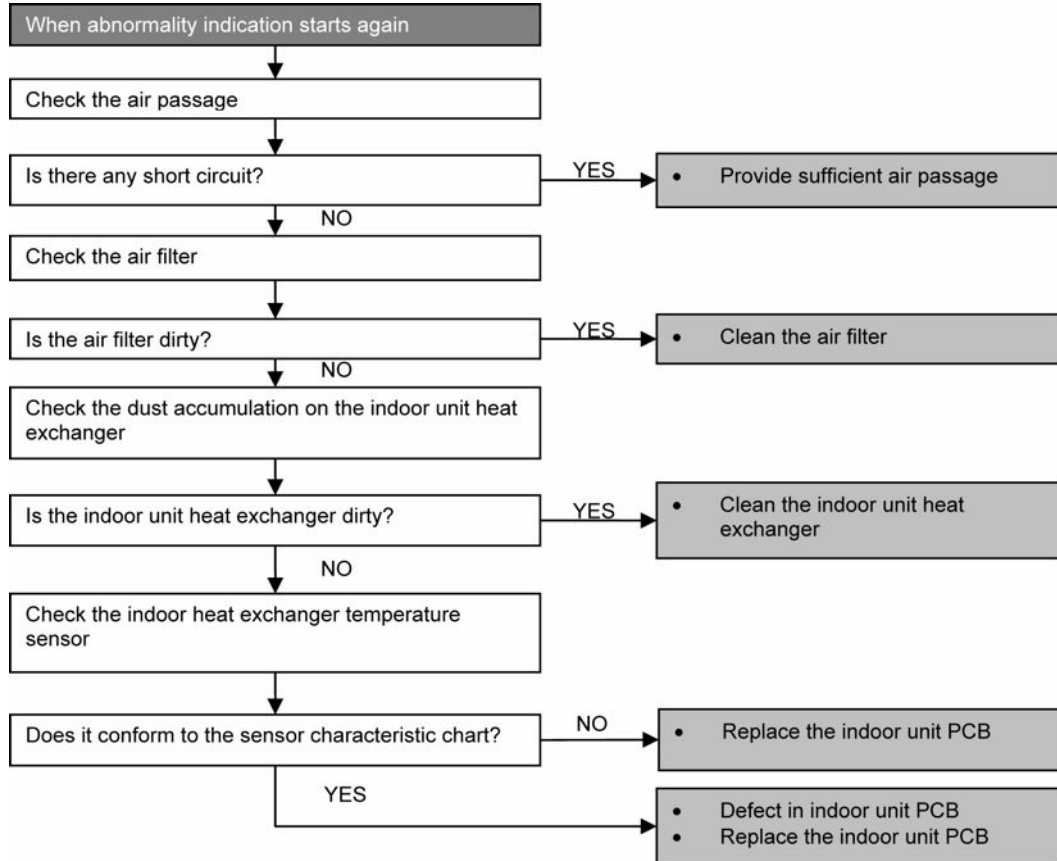 When abnormality indication starts again
Check the air passage
Is there any short circuit?
YES
• Provide sufficient air passage
NO
Check the air filter
Is the air filter dirty?
YES
• Clean the air filter
NO
Check the dust accumulation on the indoor unit heat
exchanger
Is the indoor unit heat exchanger dirty?
YES
• Clean the indoor unit heat
exchanger
NO
Check the indoor heat exchanger temperature
sensor
Does it conform to the sensor characteristic chart?
NO
• Replace the indoor unit PCB
YES
• Defect in indoor unit PCB
• Replace the indoor unit PCB